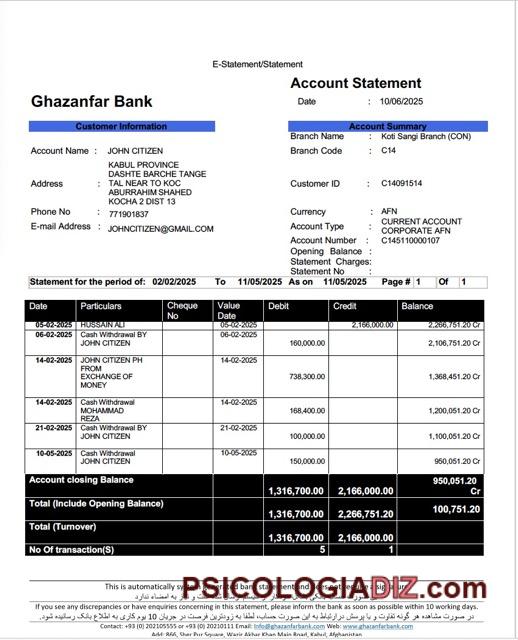 E-Statement/Statement
Account Statement
Date : 10/06/2025
Ghazanfar Bank
Customer Information
Account Name : JOHN CITIZEN
Address : KABUL PROVINCE
DASHTE BARCHE TANGE
TAL NEAR TO KOC
ABURRAHIM SHAHED
KOCHA 2 DIST 13
Phone No : 771901837
E-mail Address : JOHNCITIZEN@GMAIL.COM
Account Summary
Branch Name : Koti Sangi Branch (CON)
Branch Code : C14
Customer ID : C14091514
Currency : AFN
Account Type : CURRENT ACCOUNT
CORPORATE AFN
Account Number : C145110000107
Opening Balance :
Statement Charges:
Statement No :
Statement for the period of: 02/02/2025 To 11/05/2025 As on 11/05/2025 Page # 1 Of 1
Date Particulars Cheque No Value Date Debit Credit Balance
05-02-2025 HUSSAIN ALI 05-02-2025 2,166,000.00 2,266,751.20 Cr
06-02-2025 Cash Withdrawal BY JOHN CITIZEN 06-02-2025 160,000.00 2,106,751.20 Cr
14-02-2025 JOHN CITIZEN PH FROM EXCHANGE OF MONEY 14-02-2025 738,300.00 1,368,451.20 Cr
14-02-2025 Cash Withdrawal MOHAMMAD REZA 14-02-2025 168,400.00 1,200,051.20 Cr
21-02-2025 Cash Withdrawal BY JOHN CITIZEN 21-02-2025 100,000.00 1,100,051.20 Cr
10-05-2025 Cash Withdrawal JOHN CITIZEN 10-05-2025 150,000.00 950,051.20 Cr
Account closing Balance 1,316,700.00 2,166,000.00 950,051.20 Cr
Total (Include Opening Balance) 1,316,700.00 2,266,751.20 100,751.20
Total (Turnover) 1,316,700.00 2,166,000.00
No Of transaction(S) 5 1
This is automatically
PSICOLOJIADIZ.com
If you see any discrepancies or have enquiries concerning in this statement, please inform the bank as soon as possible within 10 working days.
در صورت مشاهده هر گونه تفاوت و یا پرسش درارتباط به این صورت حساب، لطفا به زودترین فرصت در جریان 10 یوم کاری به اطلاع بانک رسانیده شود.
Contact: +93 (0) 202105555 or +93 (0) 20210111 Email: Info@ghazanfarbank.com Web: www.ghazanfarbank.com
Add: 866, Sher Pur Square, Wazir Akbar Khan Main Road, Kabul, Afghanistan